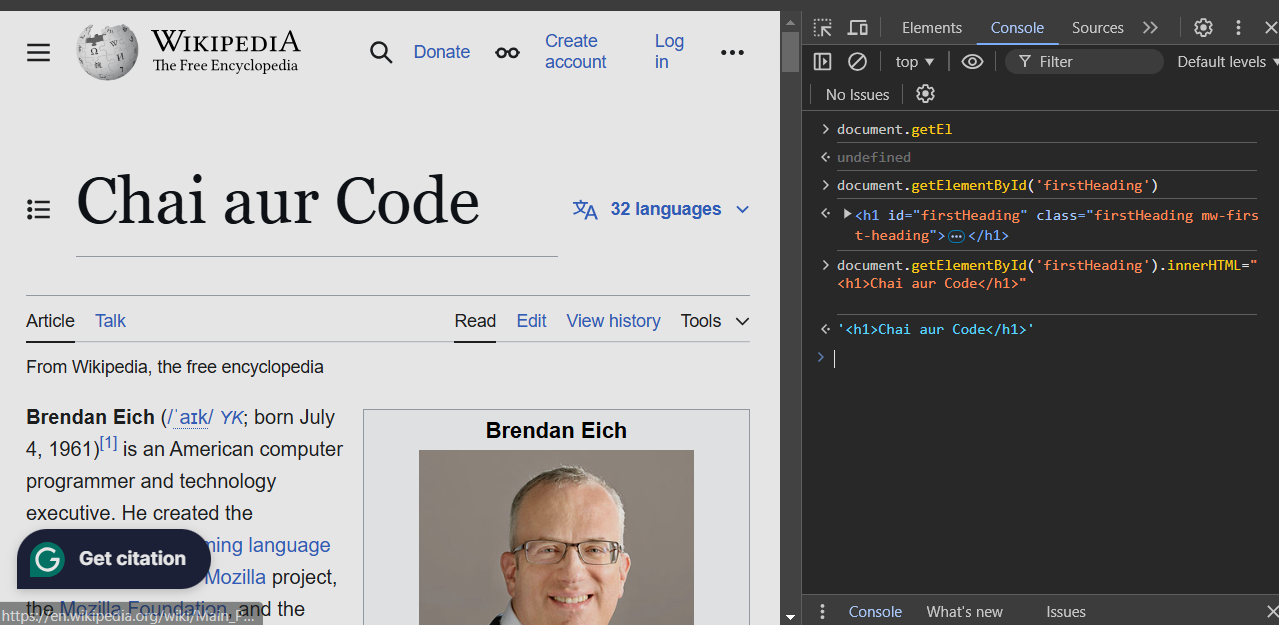 WIKIPEDIA
The Free Encyclopedia
Donate
Create account
Log in
Chai aur Code
32 languages
Article Talk Read Edit View history Tools
From Wikipedia, the free encyclopedia
Brendan Eich (/ˈaɪk/ YK; born July
4, 1961)[1] is an American computer
programmer and technology
executive. He created the
ming language
Mozilla project,
the Mozilla Foundation, and the
Brendan Eich
Get citation
https://en.wikipedia.org/wiki/Main_P...
Elements Console Sources
top Filter Default levels
No Issues
document.getEl
undefined
document.getElementById('firstHeading')
<h1 id="firstHeading" class="firstHeading mw-firs
t-heading">…</h1>
document.getElementById('firstHeading').innerHTML="
<h1>Chai aur Code</h1>"
'<h1>Chai aur Code</h1>'
Console What's new Issues